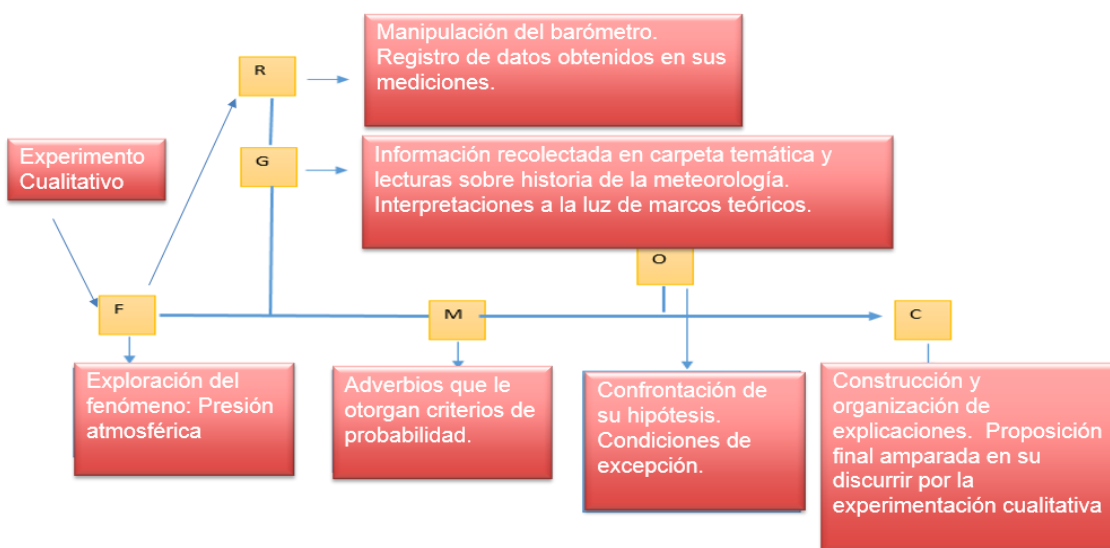 Manipulación del barómetro.
Registro de datos obtenidos en sus
mediciones.
R
Experimento
Cualitativo
G
Información recolectada en carpeta temática y
lecturas sobre historia de la meteorología.
Interpretaciones a la luz de marcos teóricos.
O
F
M
C
Exploración del
fenómeno: Presión
atmosférica
Adverbios que le
otorgan criterios de
probabilidad.
Confrontación de
su hipótesis.
Condiciones de
excepción.
Construcción y
organización de
explicaciones. Proposición
final amparada en su
discurrir por la
experimentación cualitativa